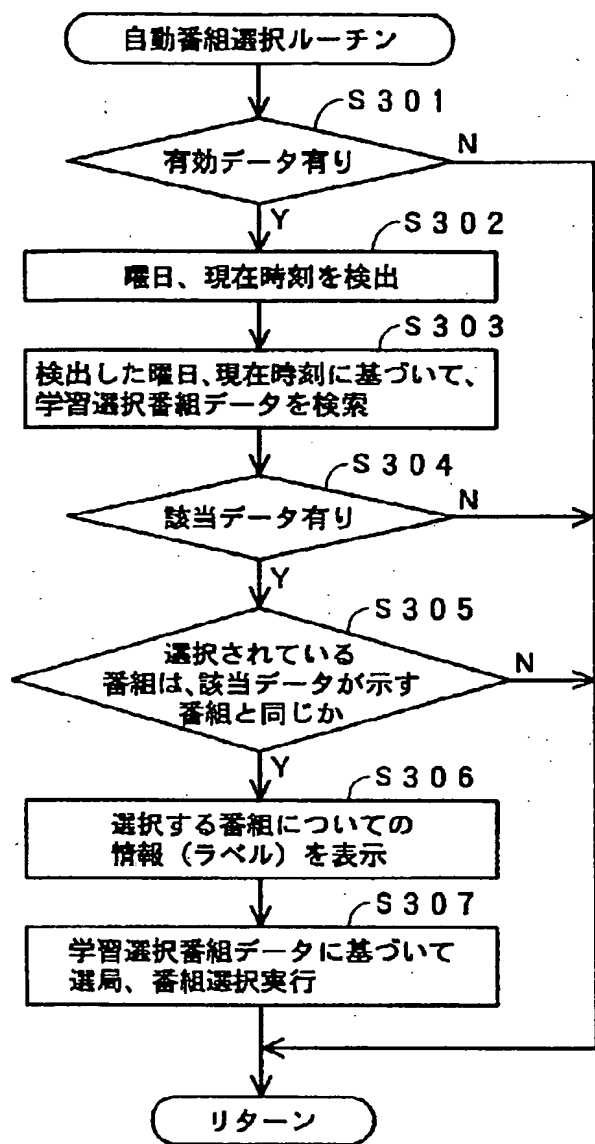 自動番組選択ルーチン
S301
有効データ有り
N
Y
S302
曜日、現在時刻を検出
S303
検出した曜日、現在時刻に基づいて、
学習選択番組データを検索
S304
該当データ有り
N
Y
S305
選択されている
番組は、該当データが示す
番組と同じか
N
Y
S306
選択する番組についての
情報（ラベル）を表示
S307
学習選択番組データに基づいて
選局、番組選択実行
リターン